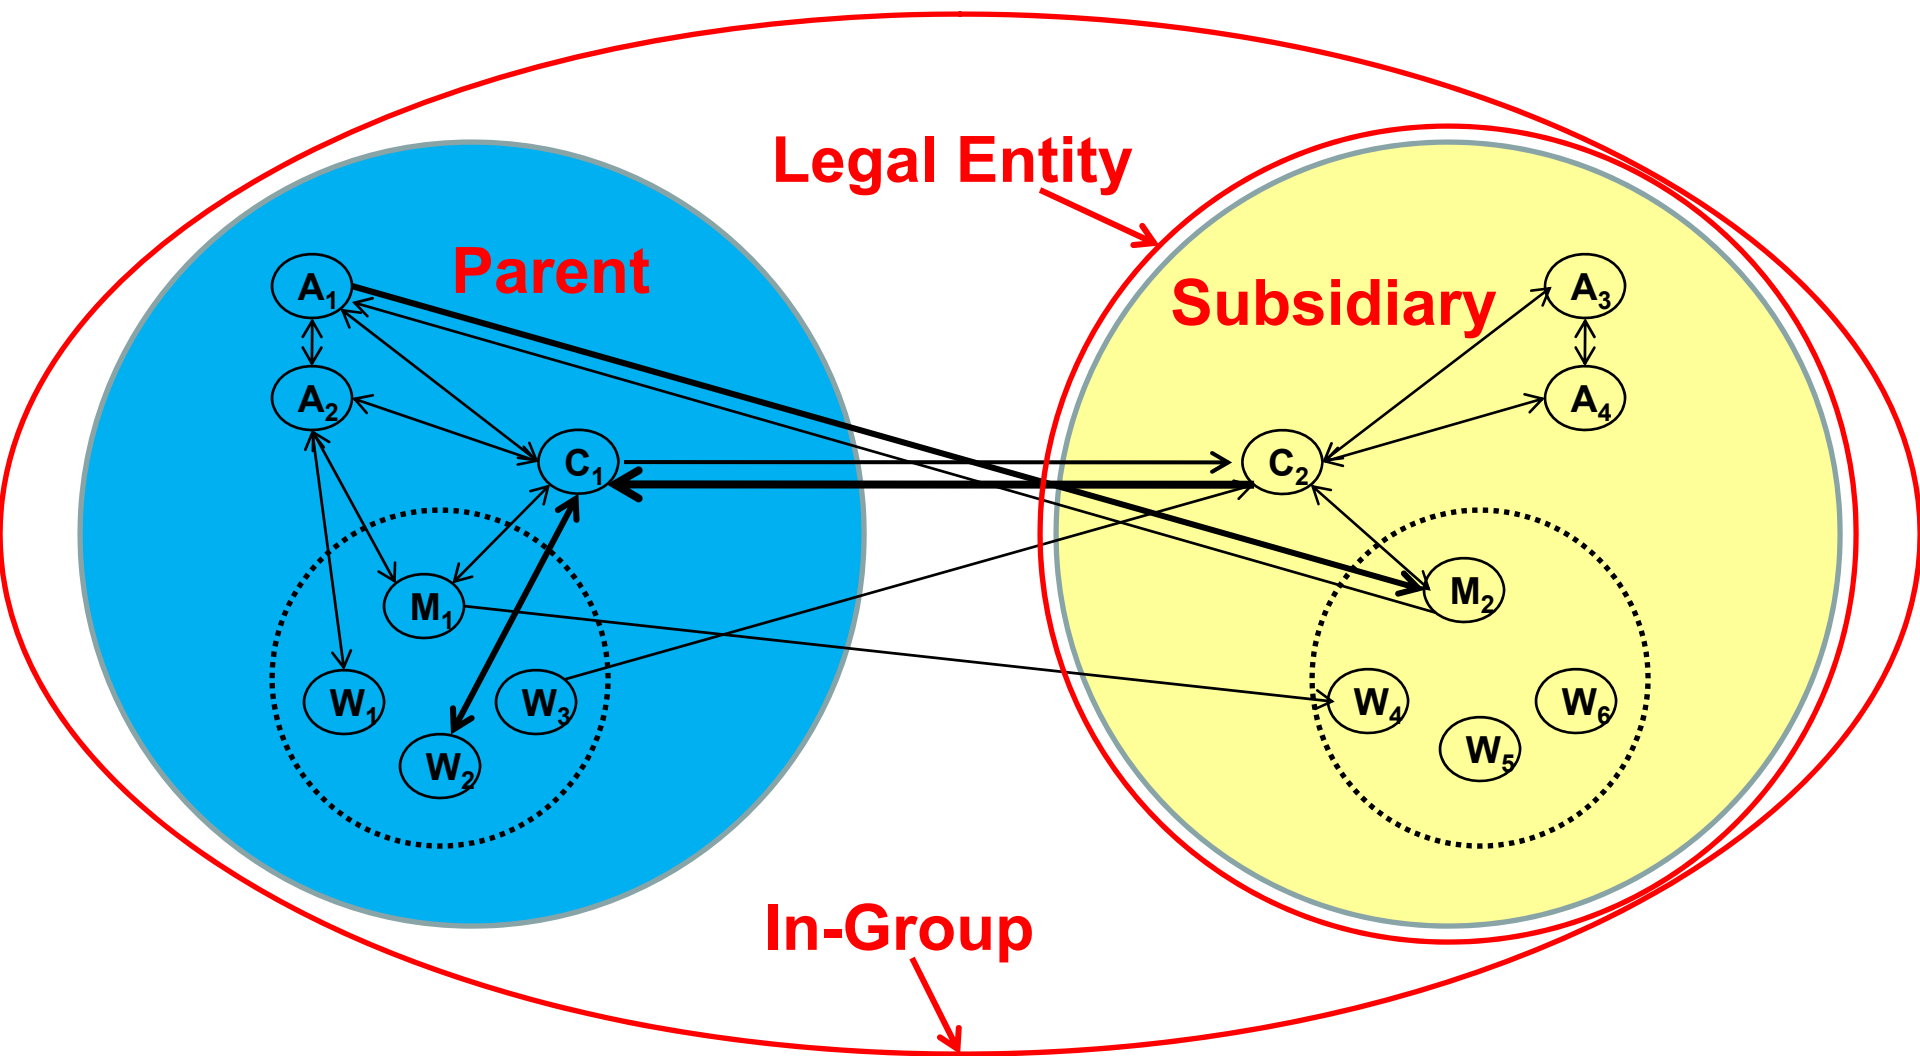 Legal Entity
Parent
Subsidiary
A1
A3
A2
A4
C1
C2
M1
M2
W1
W3
W4
W6
W2
W5
In-Group